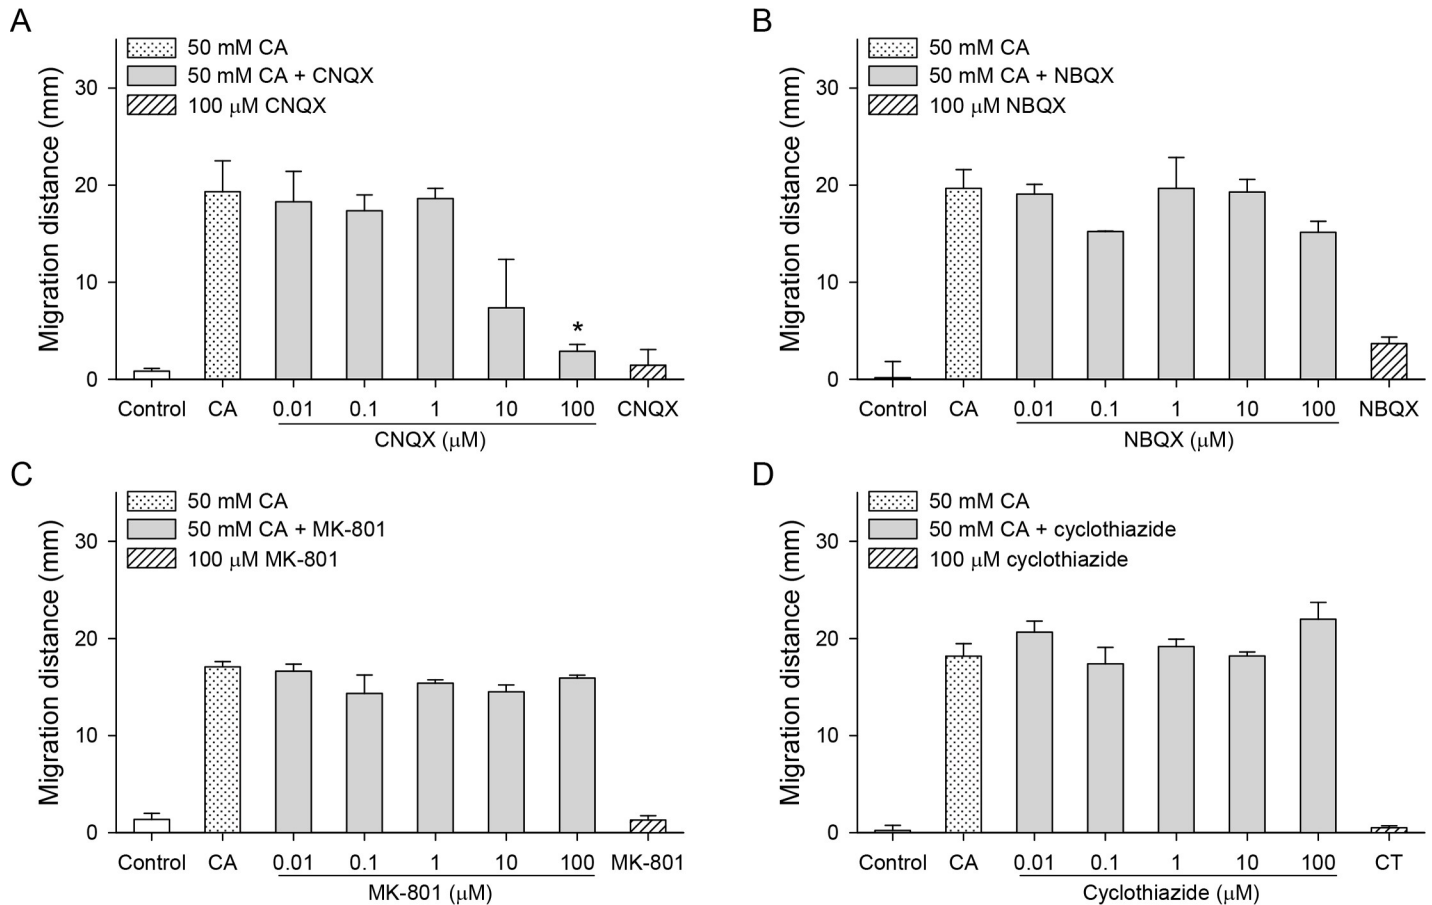 A
50 mM CA
50 mM CA + CNQX
100 μM CNQX
Migration distance (mm)
30
20
10
0
Control CA 0.01 0.1 1 10 100 CNQX
CNQX (μM)
*
B
50 mM CA
50 mM CA + NBQX
100 μM NBQX
Migration distance (mm)
30
20
10
0
Control CA 0.01 0.1 1 10 100 NBQX
NBQX (μM)
C
50 mM CA
50 mM CA + MK-801
100 μM MK-801
Migration distance (mm)
30
20
10
0
Control CA 0.01 0.1 1 10 100 MK-801
MK-801 (μM)
D
50 mM CA
50 mM CA + cyclothiazide
100 μM cyclothiazide
Migration distance (mm)
30
20
10
0
Control CA 0.01 0.1 1 10 100 CT
Cyclothiazide (μM)